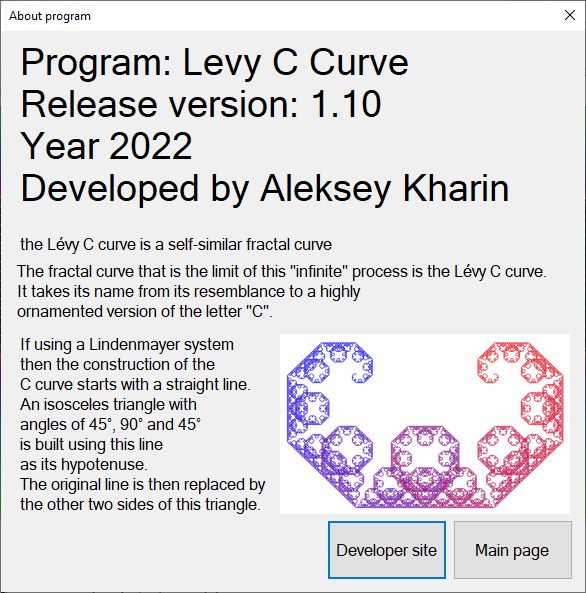 About program
Program: Levy C Curve
Release version: 1.10
Year 2022
Developed by Aleksey Kharin
the Lévy C curve is a self-similar fractal curve
The fractal curve that is the limit of this "infinite" process is the Lévy C curve.
It takes its name from its resemblance to a highly
ornamented version of the letter "C".
If using a Lindenmayer system
then the construction of the
C curve starts with a straight line.
An isosceles triangle with
angles of 45°, 90° and 45°
is built using this line
as its hypotenuse.
The original line is then replaced by
the other two sides of this triangle.
Developer site
Main page